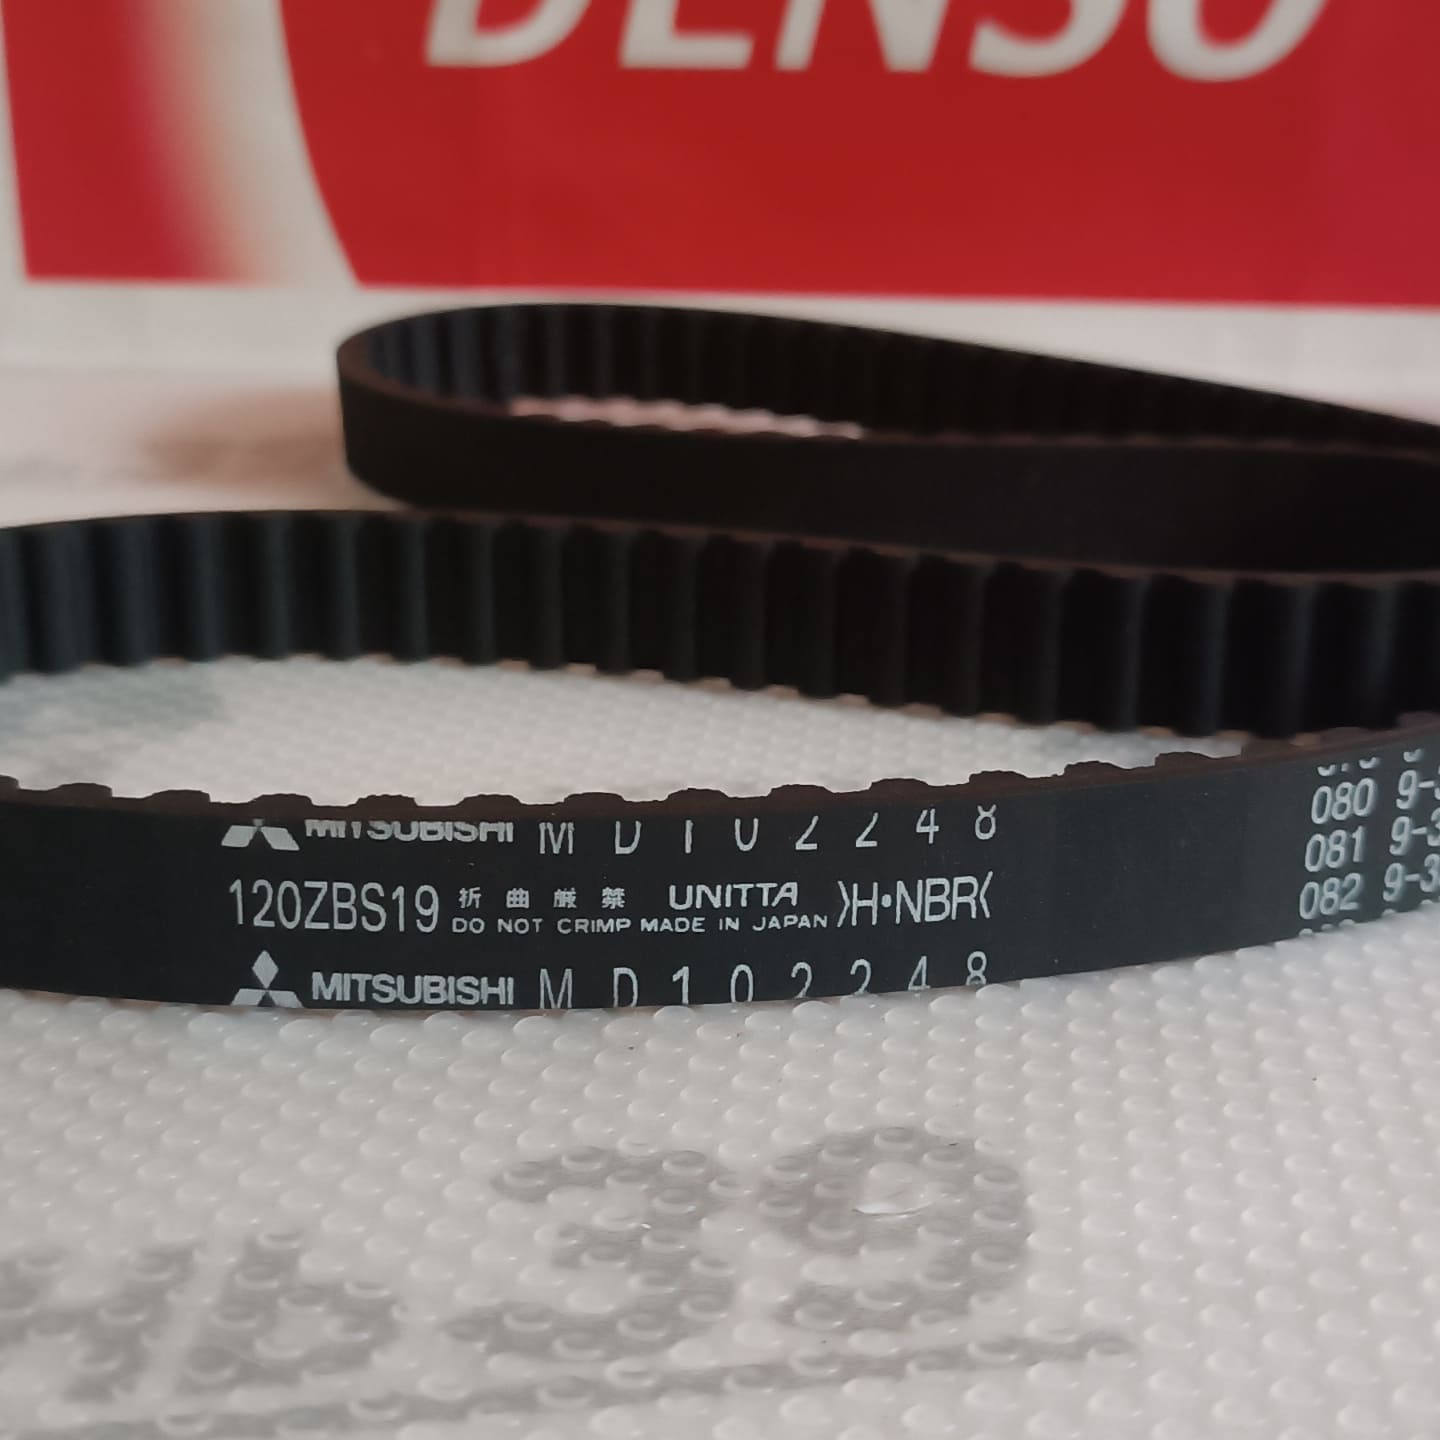 DENSO
MITSUBISHI MD102248
120ZBS19 折曲厳禁 UNITTA >H•NBR<
DO NOT CRIMP MADE IN JAPAN
MITSUBISHI MD102248
080 9-
081 9-3
082 9-3